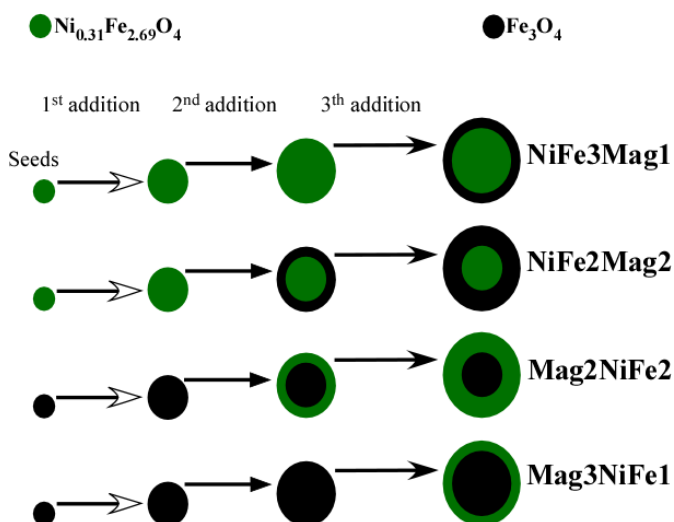 Ni0.31Fe2.69O4
Fe3O4
1st addition
2nd addition
3th addition
Seeds
NiFe3Mag1
NiFe2Mag2
Mag2NiFe2
Mag3NiFe1